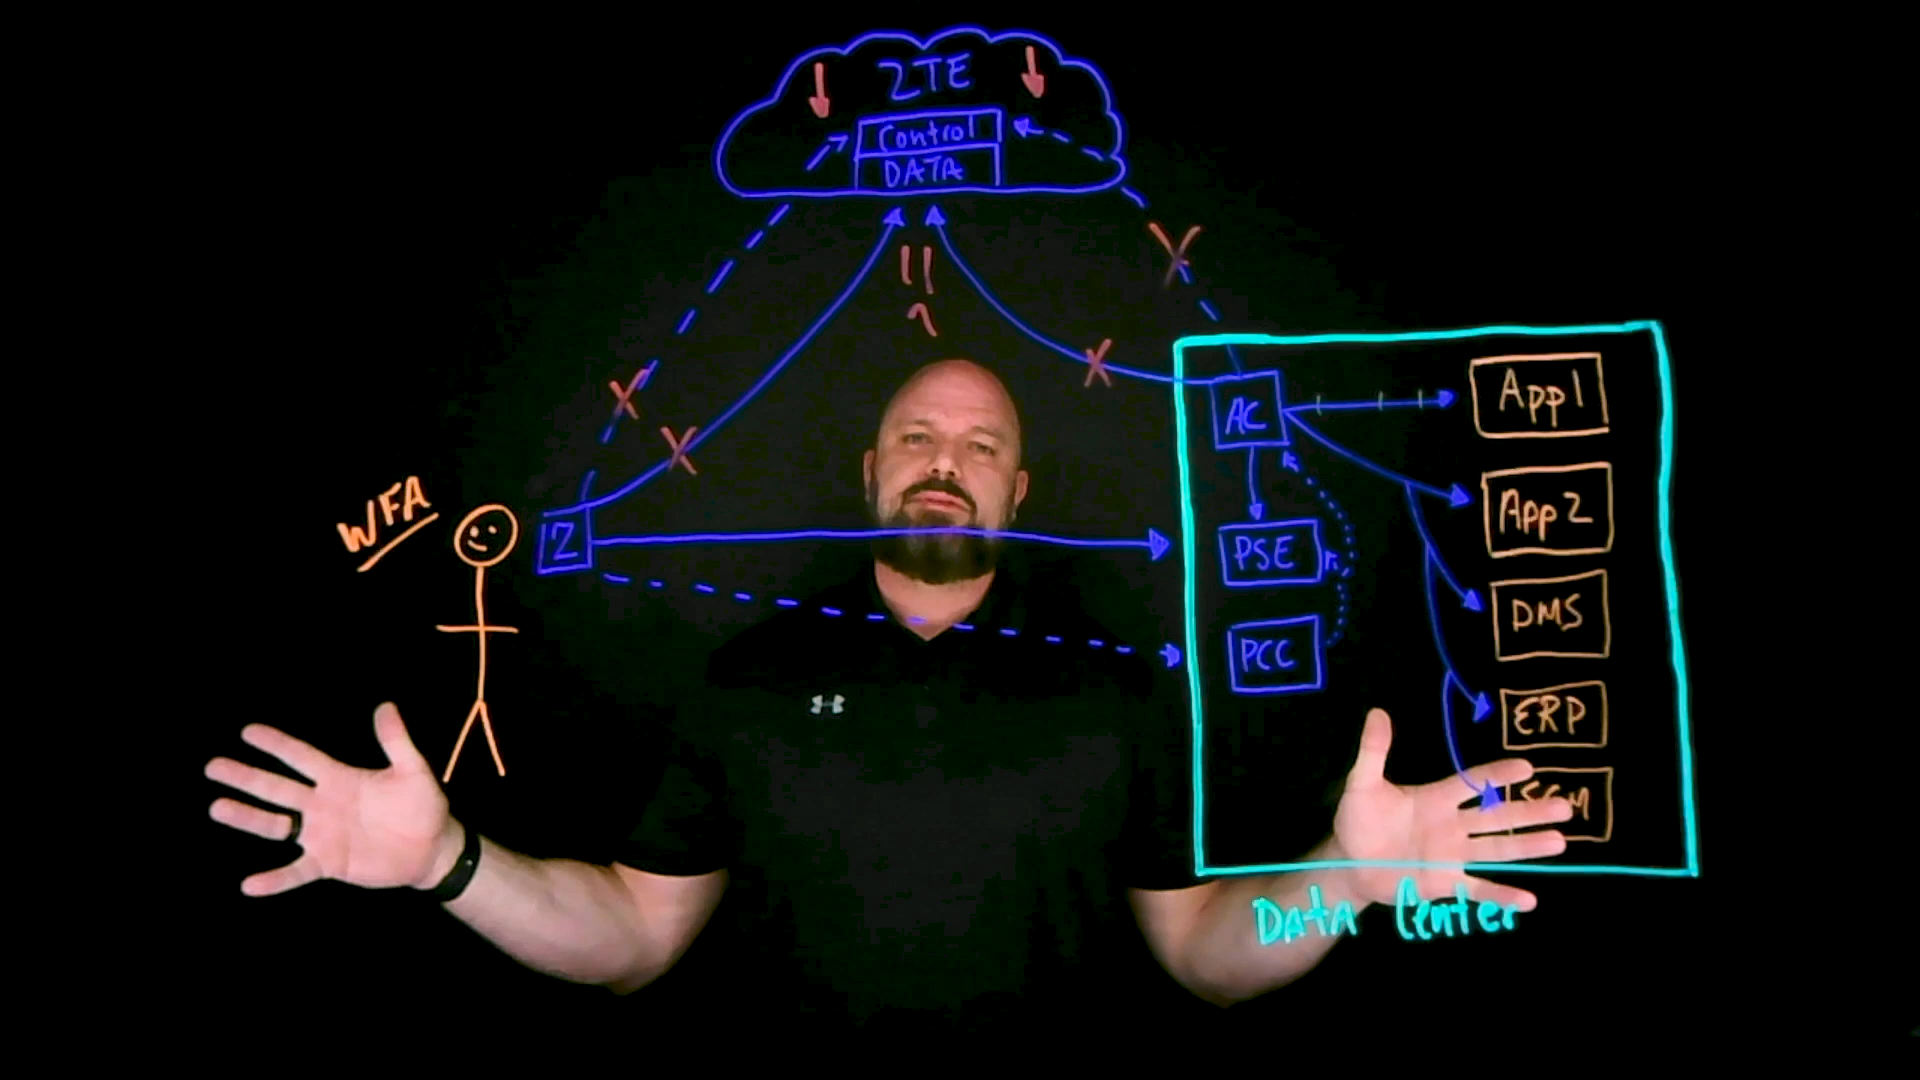 ZTE
Control
DATA
WFA
Z
AC
PSE
PCC
App1
App2
DMS
ERP
Data Center